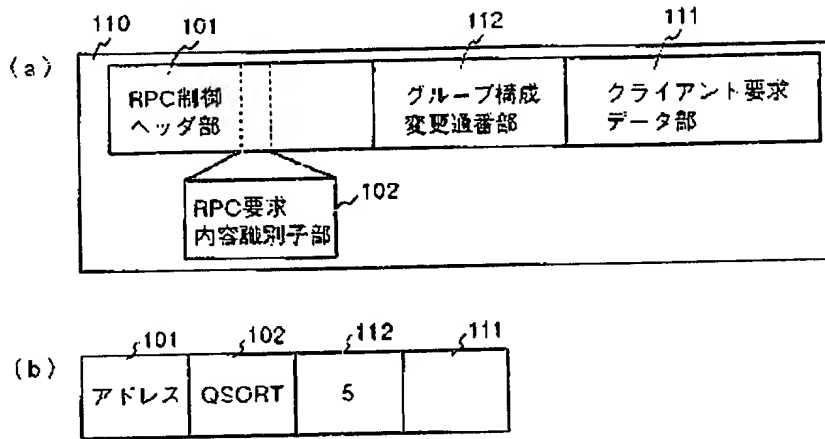 110
101
112
111
(a)
RPC制御
ヘッダ部
グループ構成
変更通番部
クライアント要求
データ部
RPC要求
内容識別子部
102
101
102
112
111
(b)
アドレス
QSORT
5